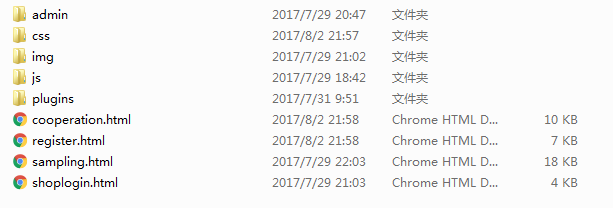 admin 2017/7/29 20:47 文件夹
css 2017/8/2 21:57 文件夹
img 2017/7/29 21:02 文件夹
js 2017/7/29 18:42 文件夹
plugins 2017/7/31 9:51 文件夹
cooperation.html 2017/8/2 21:58 Chrome HTML D... 10 KB
register.html 2017/8/2 21:58 Chrome HTML D... 7 KB
sampling.html 2017/7/29 22:03 Chrome HTML D... 18 KB
shoplogin.html 2017/7/29 21:03 Chrome HTML D... 4 KB